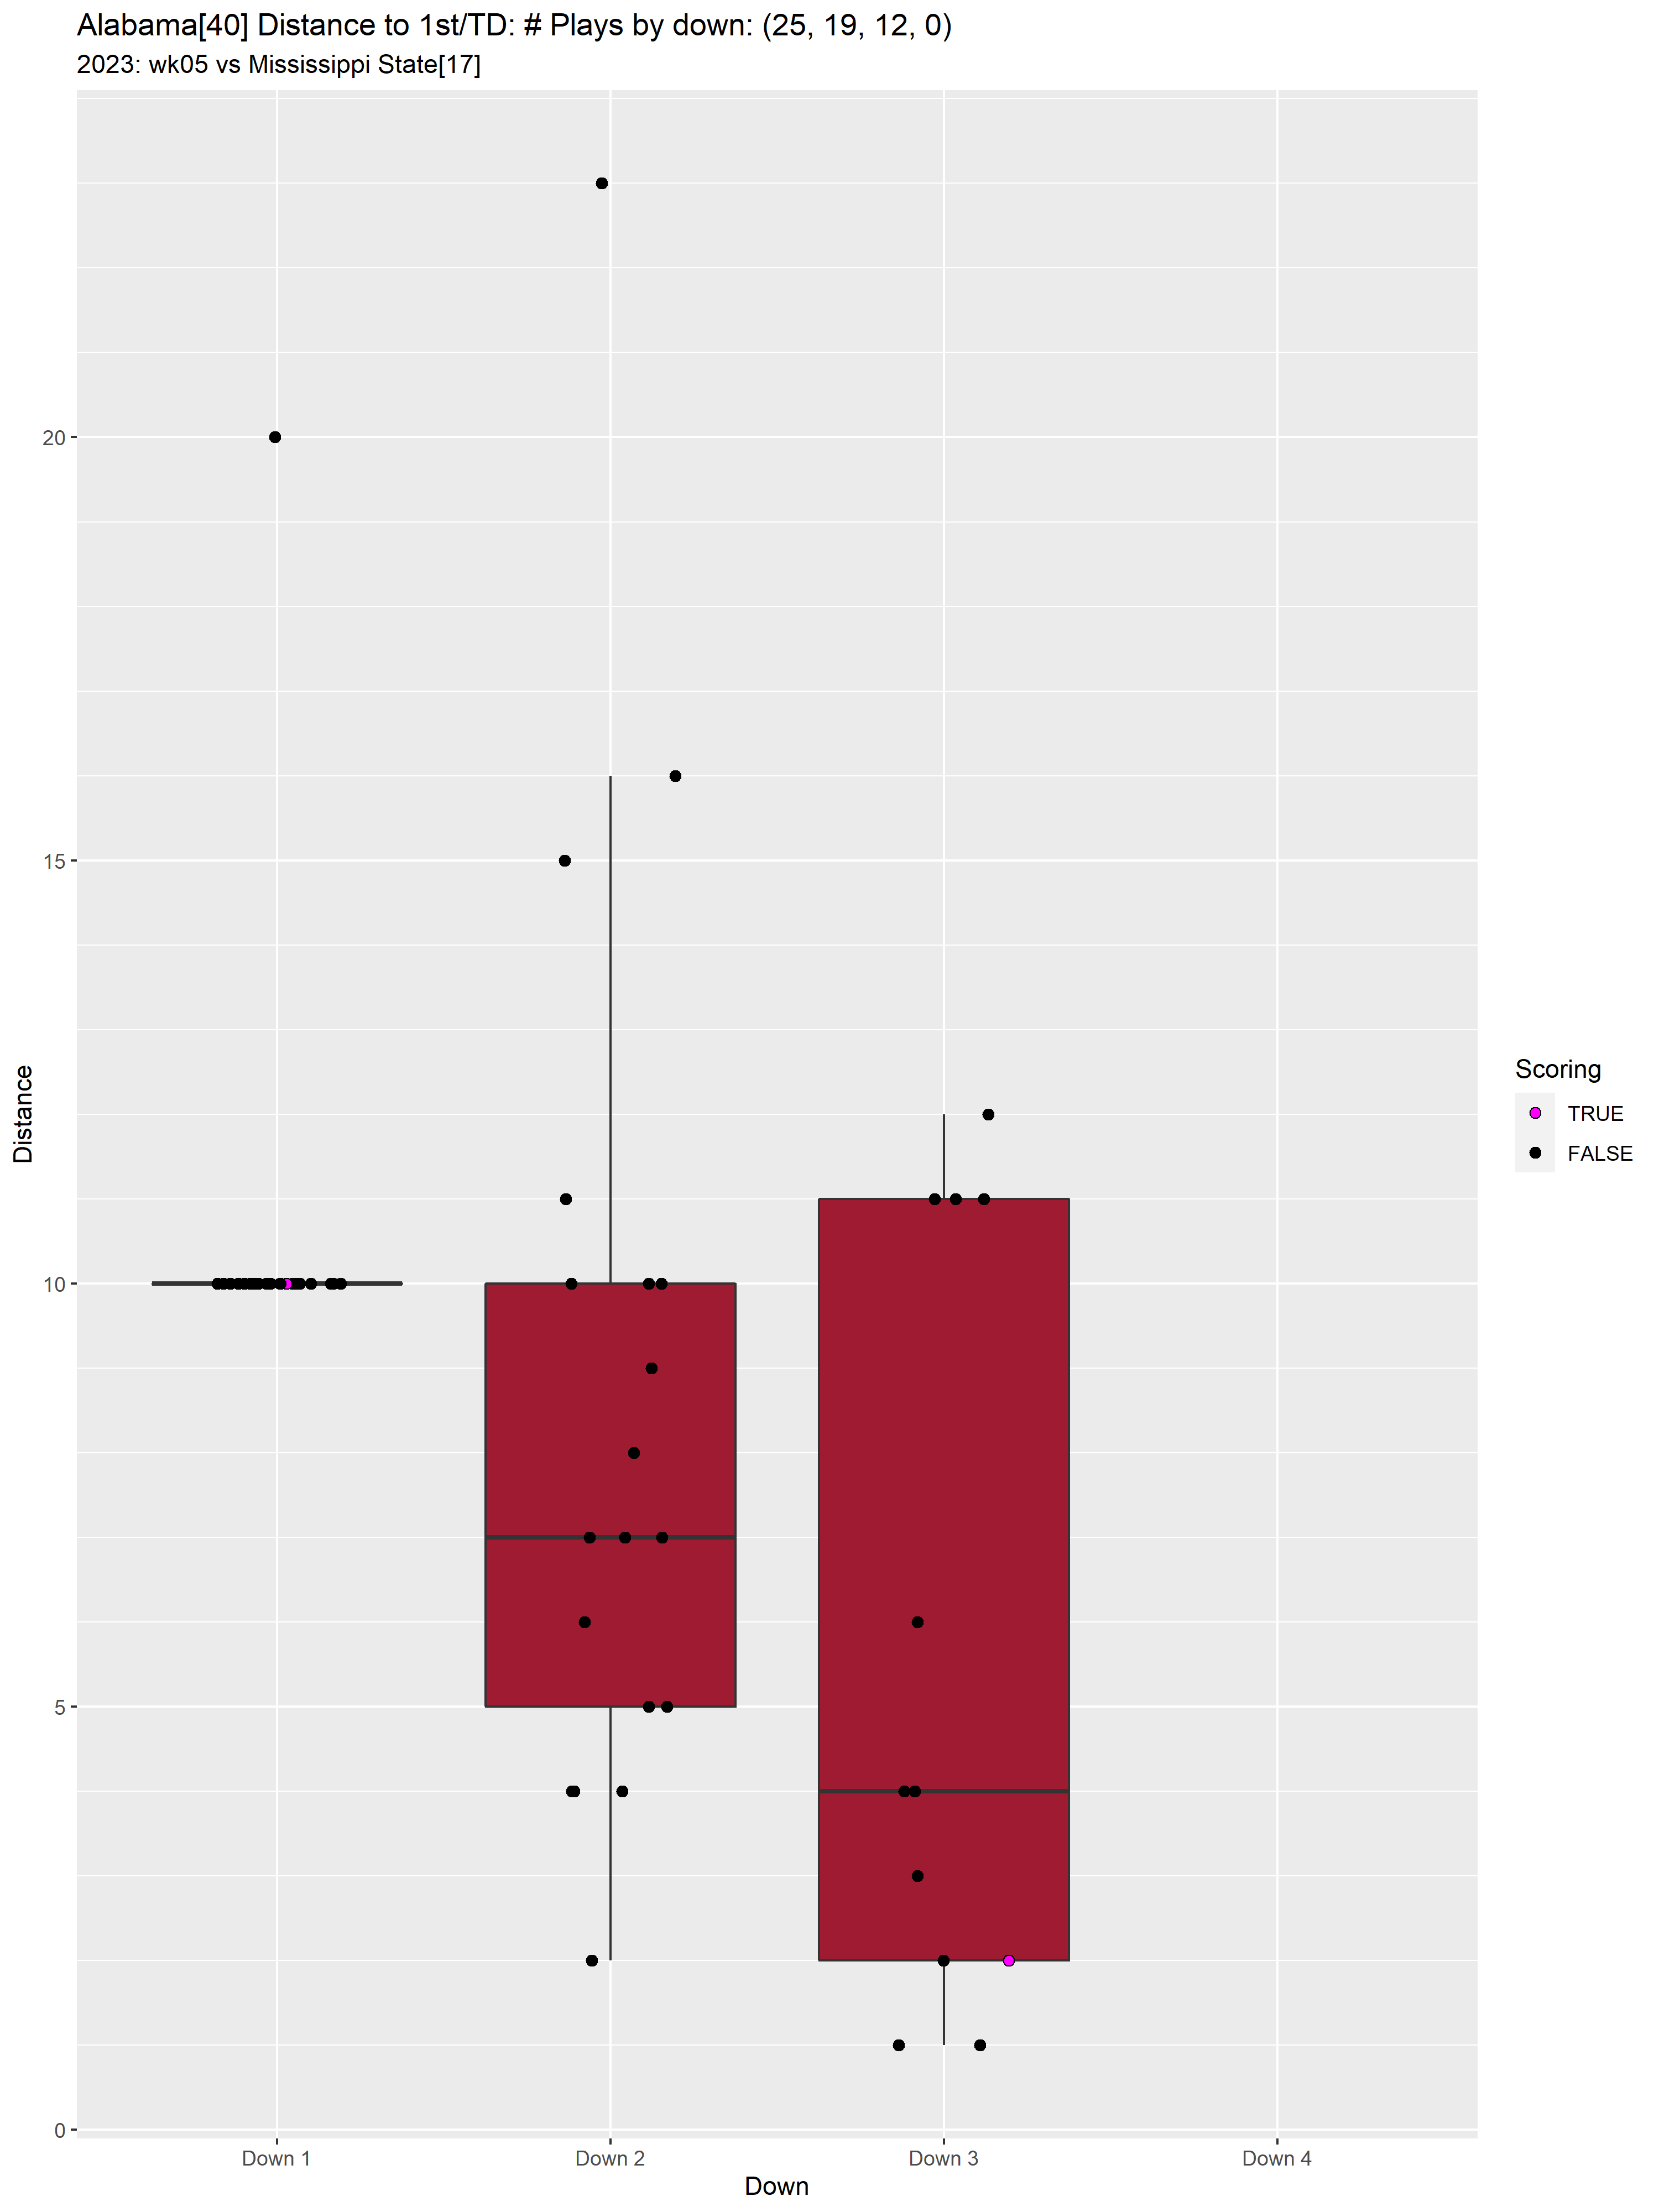 Alabama[40] Distance to 1st/TD: # Plays by down: (25, 19, 12, 0)
2023: wk05 vs Mississippi State[17]
20
15
10
5
0
Distance
Down 1
Down 2
Down 3
Down 4
Down
Scoring
TRUE
FALSE